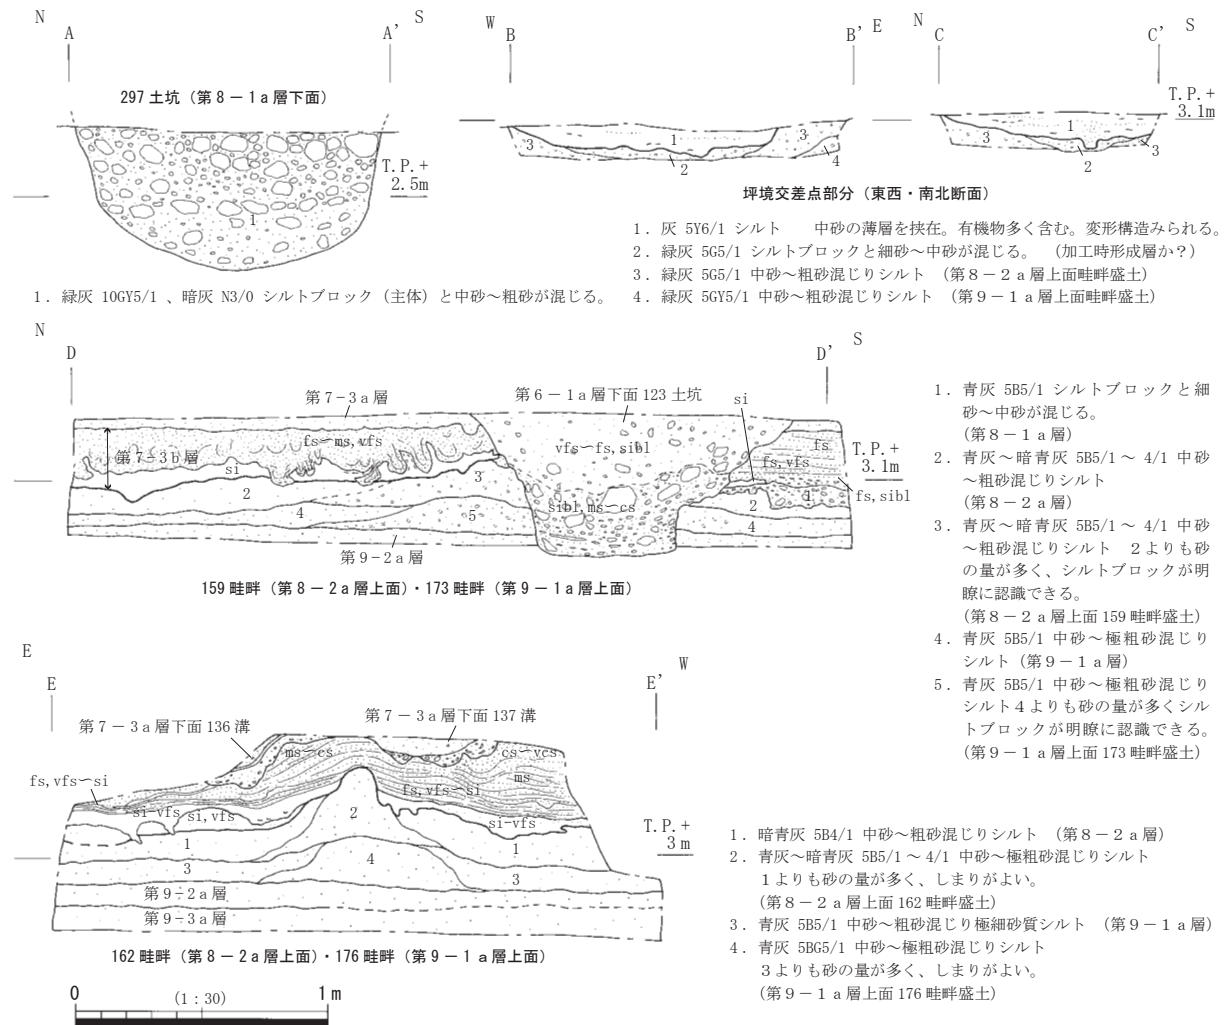 N
A
A’
S
297 土坑（第８－１a 層下面）
1
T.P.+
2.5m
1．緑灰 10GY5/1 、暗灰 N3/0 シルトブロック（主体）と中砂～粗砂が混じる。
W
B
B’
E
3
1
3
2
4
N
C
C’
S
T.P.+
3.1m
3
1
2
3
坪境交差点部分（東西・南北断面）
1．灰 5Y6/1 シルト　　中砂の薄層を挟在。有機物多く含む。変形構造みられる。
2．緑灰 5G5/1 シルトブロックと細砂～中砂が混じる。（加工時形成層か？）
3．緑灰 5G5/1 中砂～粗砂混じりシルト （第８－２a 層上面畦畔盛土）
4．緑灰 5GY5/1 中砂～粗砂混じりシルト （第９－１a 層上面畦畔盛土）
N
D
D’
S
第７－３a 層
第６－１a 層下面 123 土坑
si
fs～ms,vfs
第７－３b 層
si
vfs～fs,sibl
sibl,ms～cs
fs
fs,vfs
fs,sibl
T.P.+
3.1m
2
3
4
5
1
2
4
第９－２a 層
159 畦畔（第８－２a 層上面）・173 畦畔（第９－１a 層上面）
1．青灰 5B5/1 シルトブロックと細
砂～中砂が混じる。
（第８－１a 層）
2．青灰～暗青灰 5B5/1 ～ 4/1 中砂
～粗砂混じりシルト
（第８－２a 層）
3．青灰～暗青灰 5B5/1 ～ 4/1 中砂
～粗砂混じりシルト　２よりも砂
の量が多く、シルトブロックが明
瞭に認識できる。
（第８－２a 層上面 159 畦畔盛土）
4．青灰 5B5/1 中砂～極粗砂混じり
シルト（第９－１a 層）
5．青灰 5B5/1 中砂～極粗砂混じり
シルト４よりも砂の量が多くシル
トブロックが明瞭に認識できる。
（第９－１a 層上面 173 畦畔盛土）
E
E
E’
W
第７－３a 層下面 136 溝
第７－３a 層下面 137 溝
ms～cs
cs～vcs
ms
fs,vfs～si
fs,vfs～si
si-vfs
si,vfs
si-vfs
T.P.+
3m
1
2
1
3
4
3
第９－２a 層
第９－３a 層
162 畦畔（第８－２a 層上面）・176 畦畔（第９－１a 層上面）
1．暗青灰 5B4/1 中砂～粗砂混じりシルト （第８－２a 層）
2．青灰～暗青灰 5B5/1 ～ 4/1 中砂～極粗砂混じりシルト
１よりも砂の量が多く、しまりがよい。
（第８－２a 層上面 162 畦畔盛土）
3．青灰 5B5/1 中砂～粗砂混じり極細砂質シルト （第９－１a 層）
4．青灰 5BG5/1 中砂～極粗砂混じりシルト
３よりも砂の量が多く、しまりがよい。
（第９－１a 層上面 176 畦畔盛土）
0
（1：30）
1m